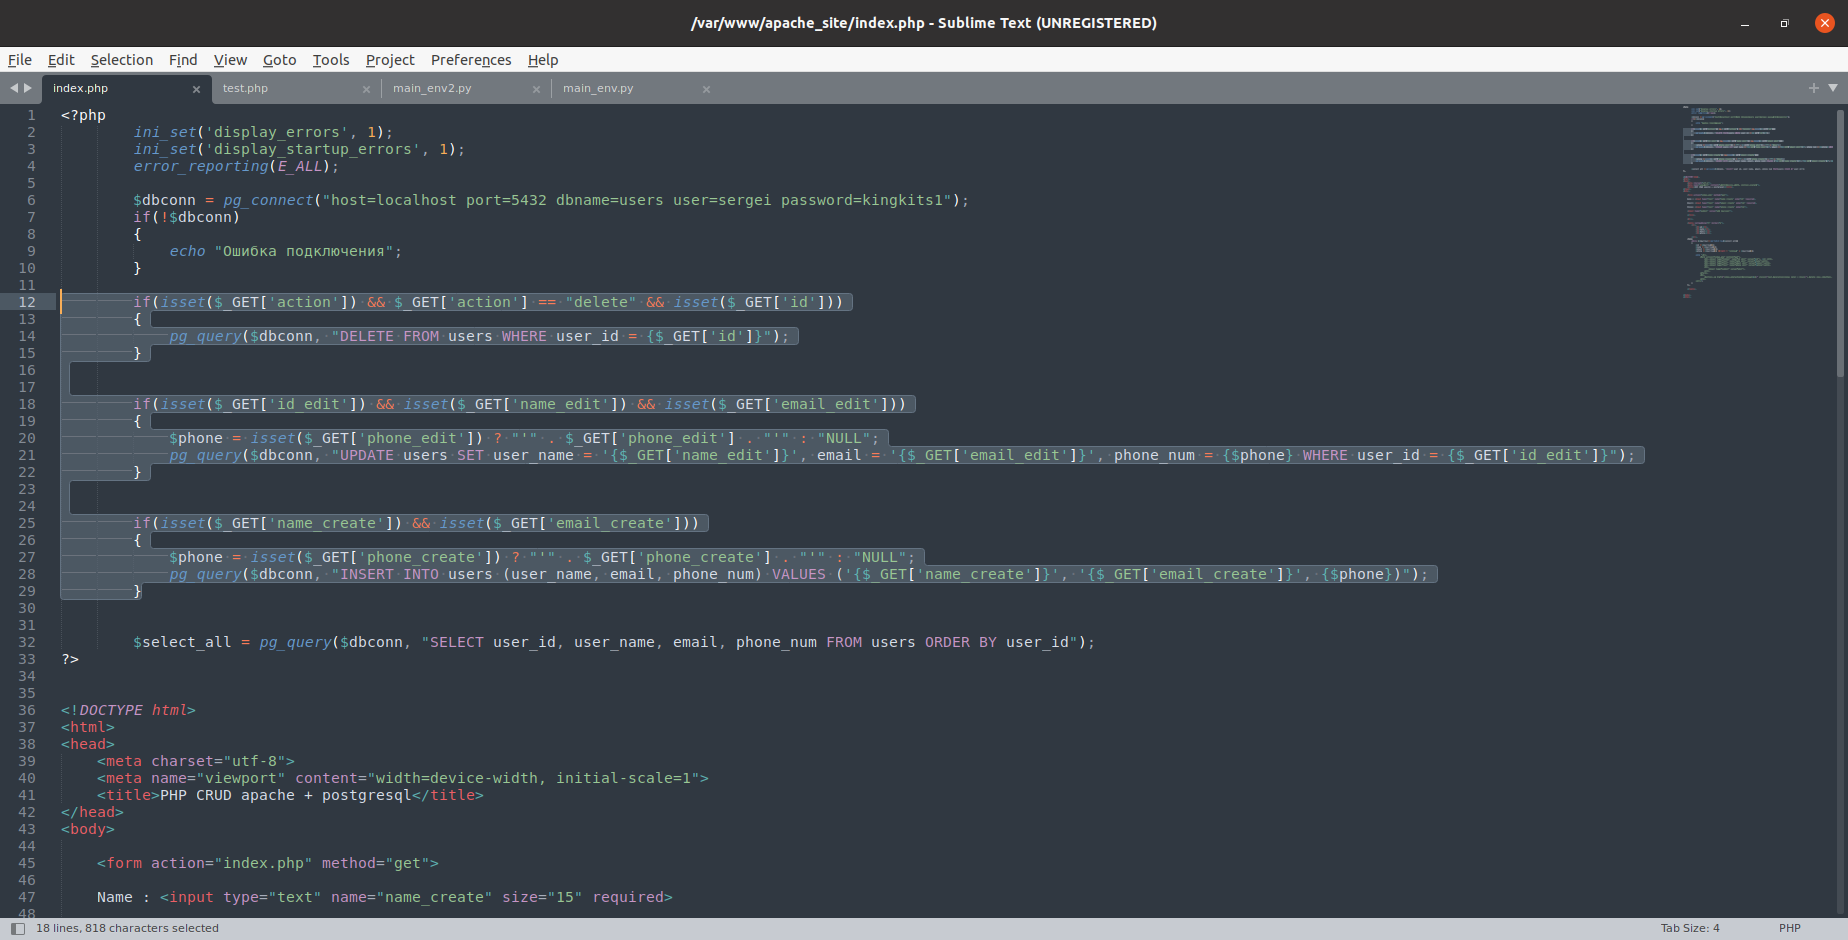 /var/www/apache_site/index.php - Sublime Text (UNREGISTERED)
File Edit Selection Find View Goto Tools Project Preferences Help
index.php test.php main_env2.py main_env.py
1 <?php
2 ini_set('display_errors', 1);
3 ini_set('display_startup_errors', 1);
4 error_reporting(E_ALL);
5
6 $dbconn = pg_connect("host=localhost port=5432 dbname=users user=sergei password=kingkits1");
7 if(!$dbconn)
8 {
9 echo "Ошибка подключения";
10 }
11
12 if(isset($_GET['action']) && $_GET['action'] == "delete" && isset($_GET['id']))
13 {
14 pg_query($dbconn, "DELETE FROM users WHERE user_id = {$_GET['id']}");
15 }
16
17
18 if(isset($_GET['id_edit']) && isset($_GET['name_edit']) && isset($_GET['email_edit']))
19 {
20 $phone = isset($_GET['phone_edit']) ? "'" . $_GET['phone_edit'] . "'" : "NULL";
21 pg_query($dbconn, "UPDATE users SET user_name = '{$_GET['name_edit']}', email = '{$_GET['email_edit']}', phone_num = {$phone} WHERE user_id = {$_GET['id_edit']}");
22 }
23
24
25 if(isset($_GET['name_create']) && isset($_GET['email_create']))
26 {
27 $phone = isset($_GET['phone_create']) ? "'" . $_GET['phone_create'] . "'" : "NULL";
28 pg_query($dbconn, "INSERT INTO users (user_name, email, phone_num) VALUES ('{$_GET['name_create']}', '{$_GET['email_create']}', {$phone})");
29 }
30
31
32 $select_all = pg_query($dbconn, "SELECT user_id, user_name, email, phone_num FROM users ORDER BY user_id");
33 ?>
34
35
36 <!DOCTYPE html>
37 <html>
38 <head>
39 <meta charset="utf-8">
40 <meta name="viewport" content="width=device-width, initial-scale=1">
41 <title>PHP CRUD apache + postgresql</title>
42 </head>
43 <body>
44
45 <form action="index.php" method="get">
46
47 Name : <input type="text" name="name_create" size="15" required>
48
18 lines, 818 characters selected
Tab Size: 4 PHP